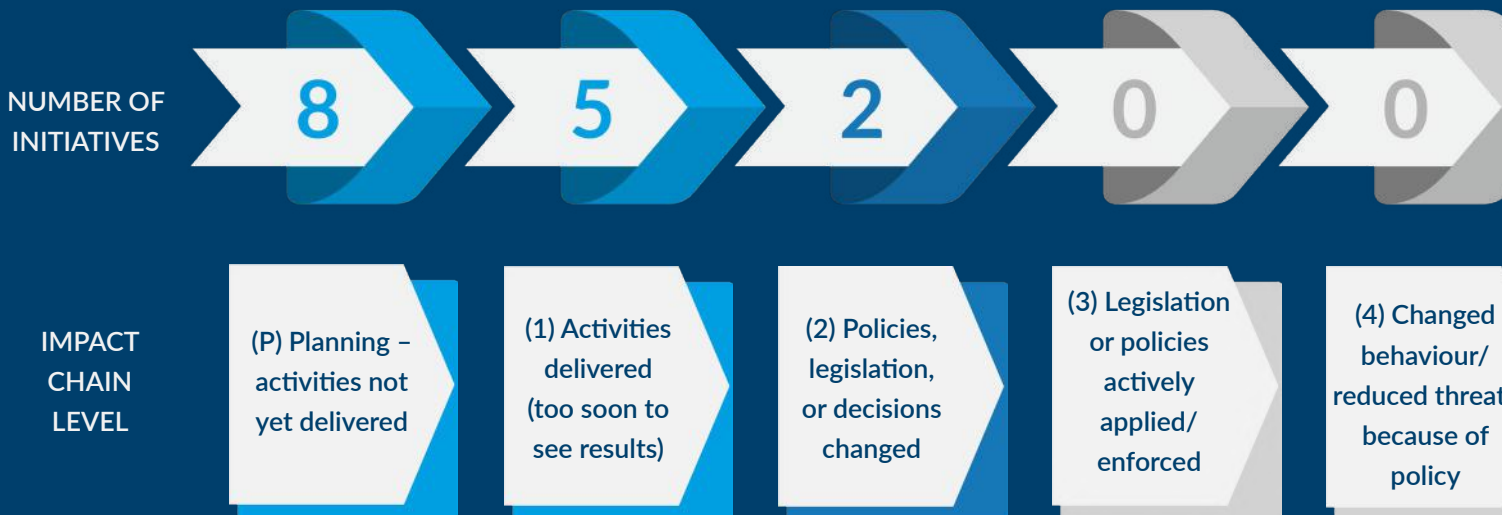 NUMBER OF
INITIATIVES
8
5
2
0
0
IMPACT
CHAIN
LEVEL
(P) Planning –
activities not
yet delivered
(1) Activities
delivered
(too soon to
see results)
(2) Policies,
legislation,
or decisions
changed
(3) Legislation
or policies
actively
applied/
enforced
(4) Changed
behaviour/
reduced threat
because of
policy